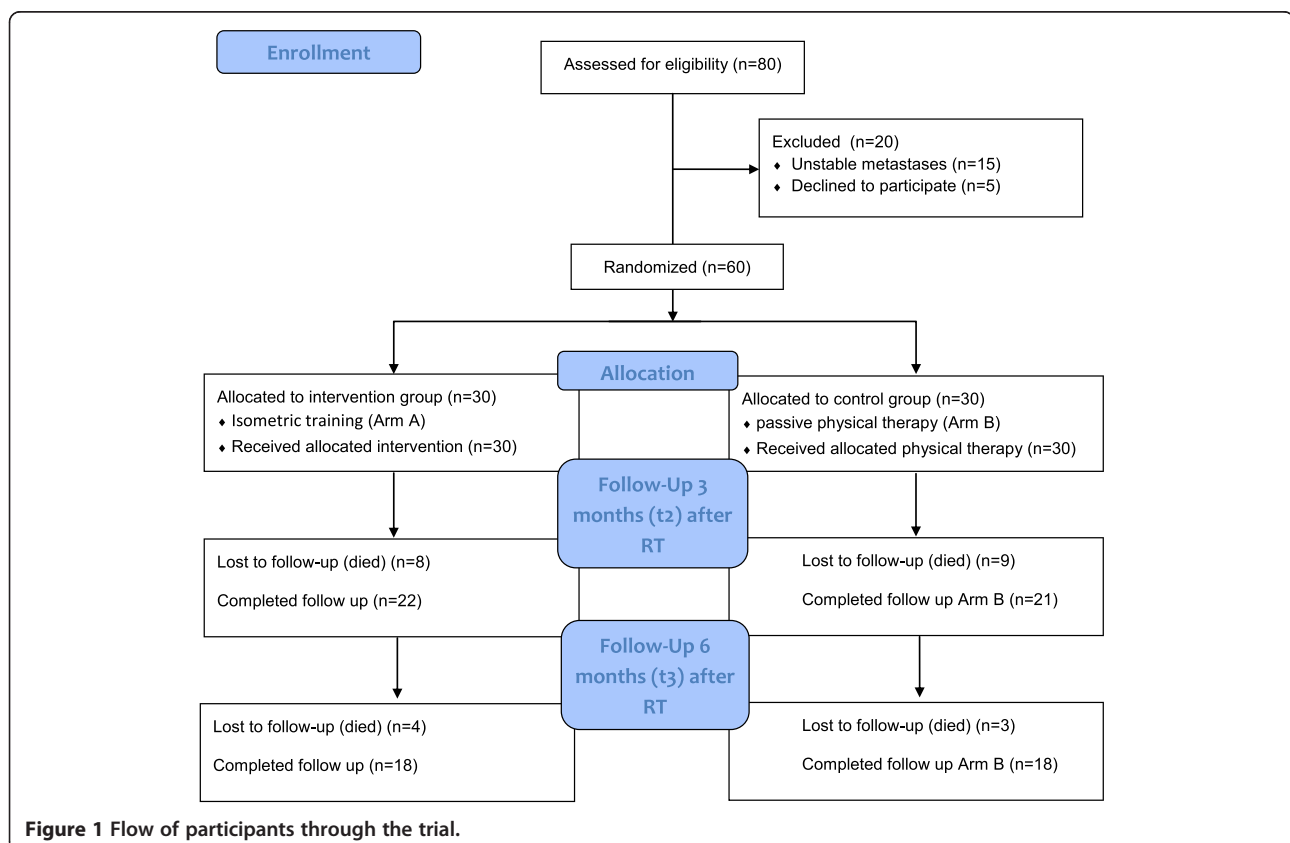 Enrollment
Assessed for eligibility (n=80)
Excluded (n=20)
♦ Unstable metastases (n=15)
♦ Declined to participate (n=5)
Randomized (n=60)
Allocation
Allocated to intervention group (n=30)
♦ Isometric training (Arm A)
♦ Received allocated intervention (n=30)
Allocated to control group (n=30)
♦ passive physical therapy (Arm B)
♦ Received allocated physical therapy (n=30)
Follow-Up 3
months (t2) after
RT
Lost to follow-up (died) (n=8)
Completed follow up (n=22)
Lost to follow-up (died) (n=9)
Completed follow up Arm B (n=21)
Follow-Up 6
months (t3) after
RT
Lost to follow-up (died) (n=4)
Completed follow up (n=18)
Lost to follow-up (died) (n=3)
Completed follow up Arm B (n=18)
Figure 1 Flow of participants through the trial.